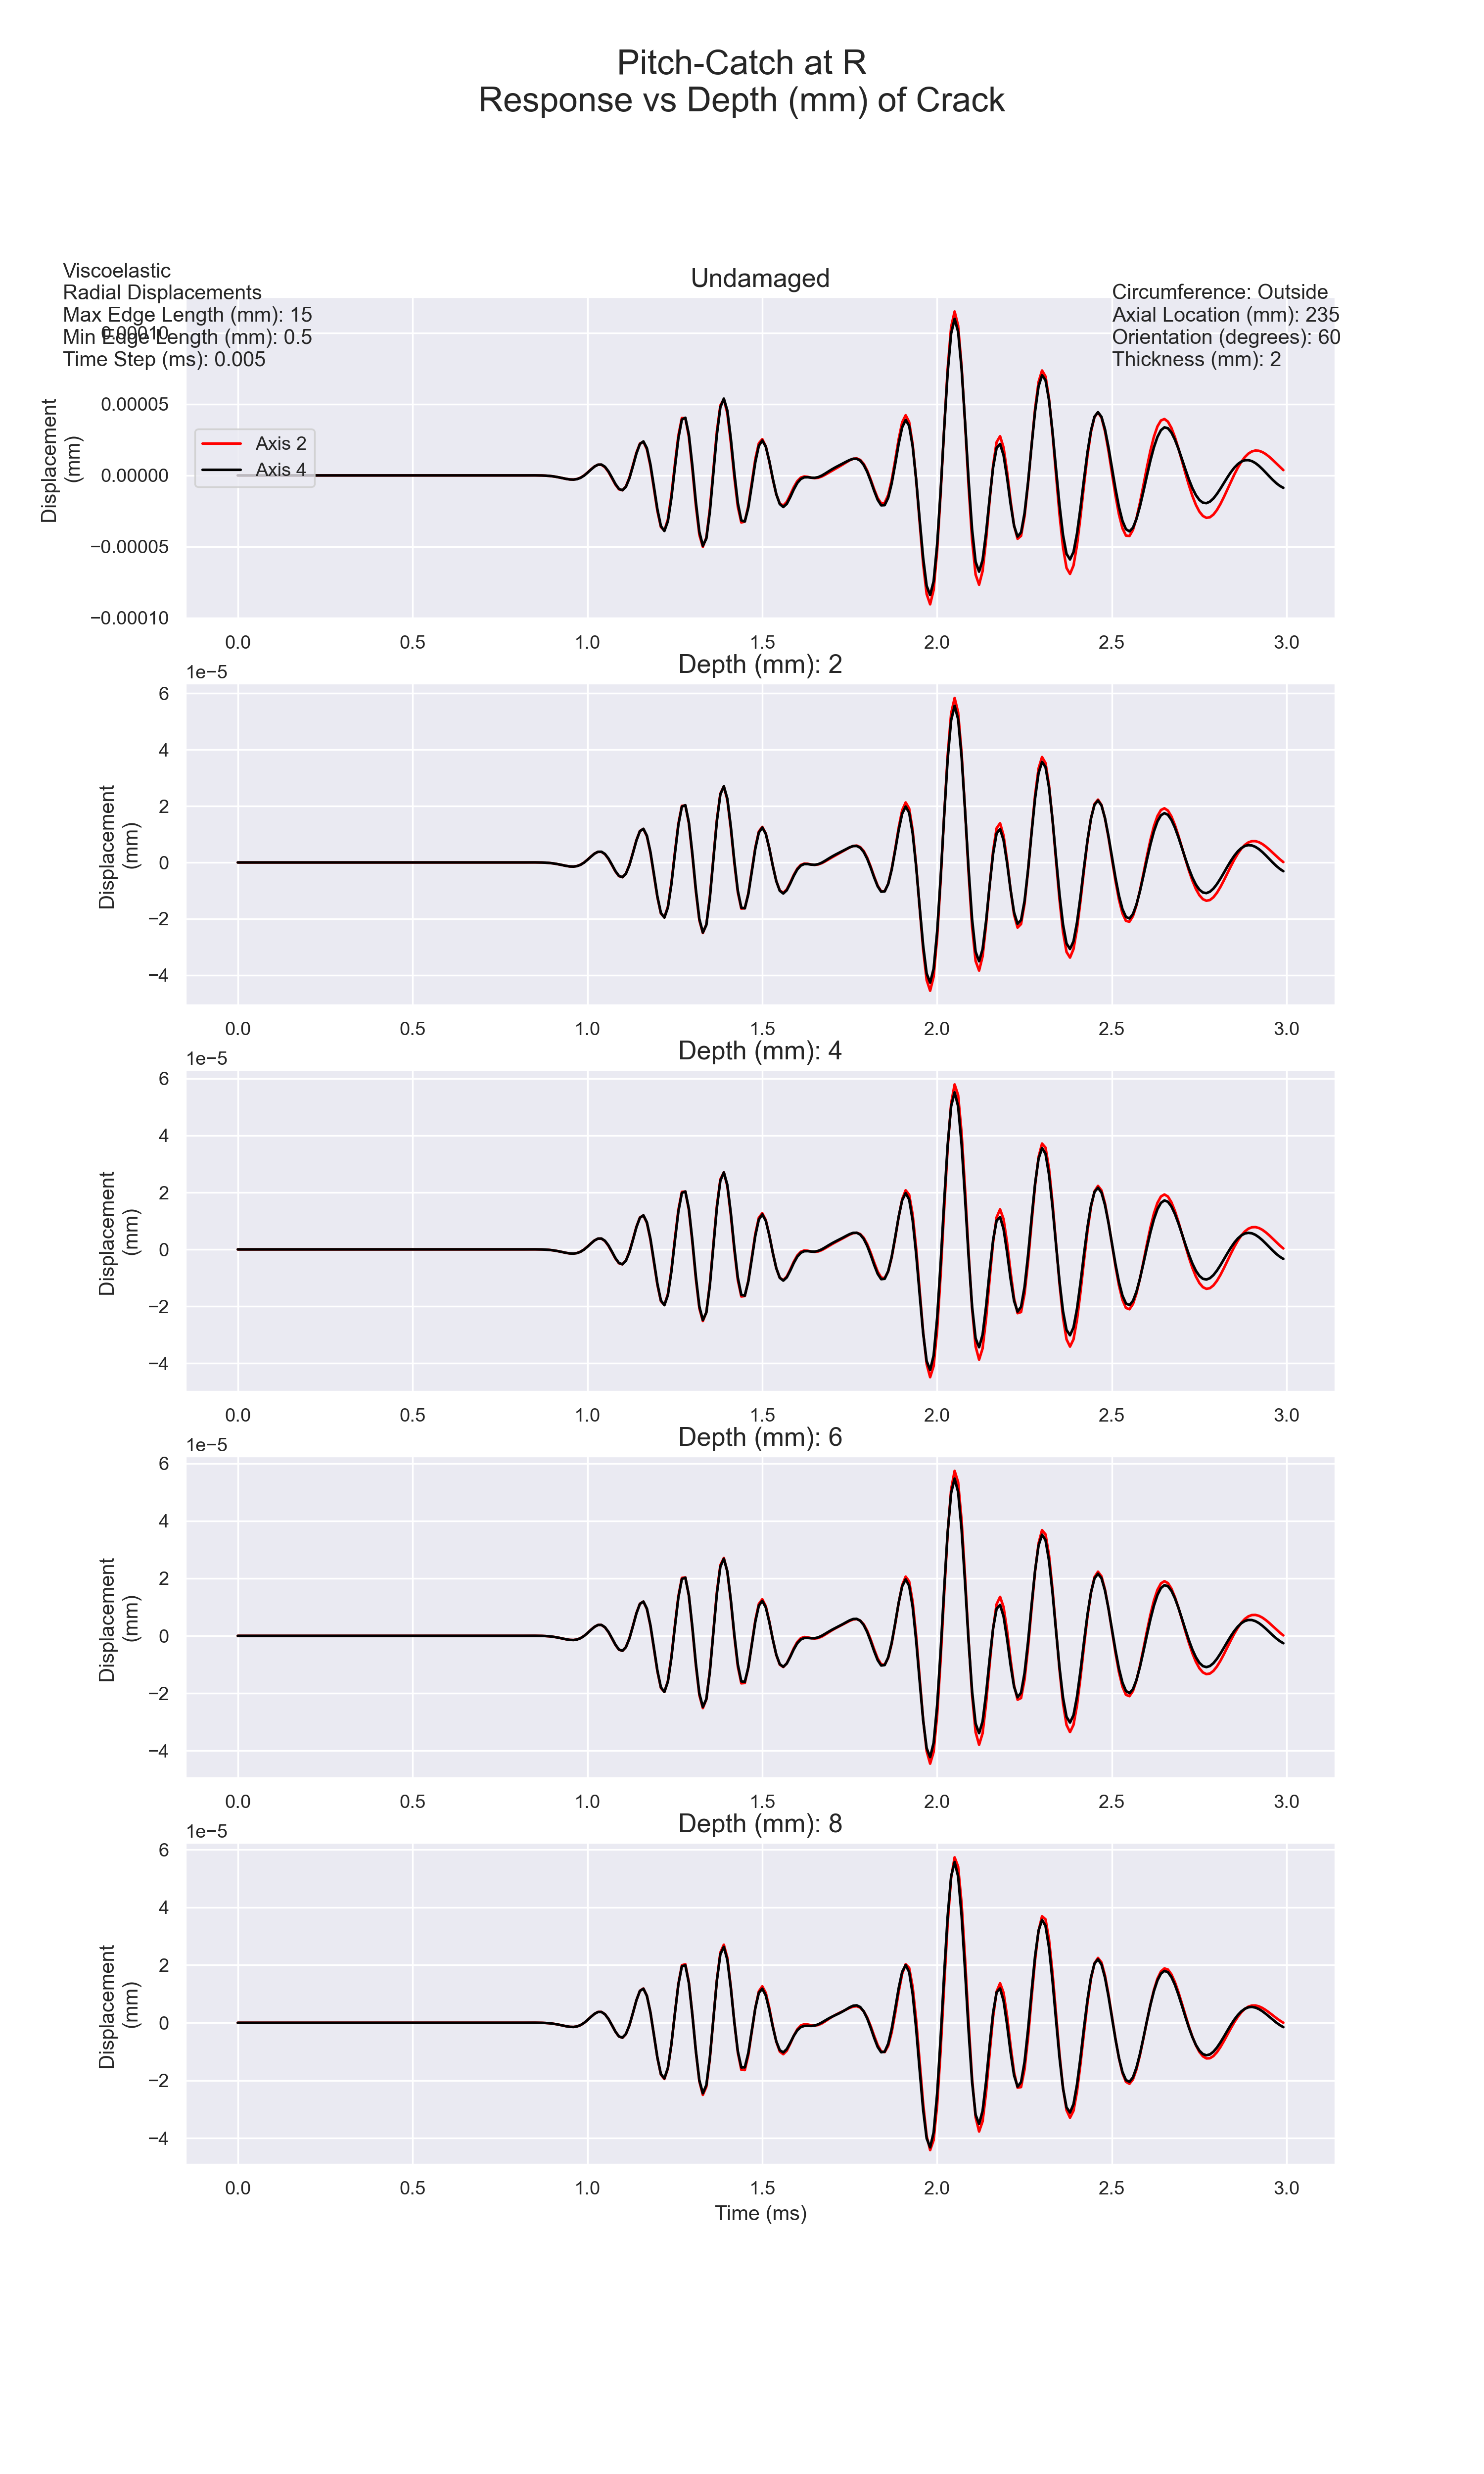 Pitch-Catch at R
Response vs Depth (mm) of Crack
Viscoelastic
Radial Displacements
Max Edge Length (mm): 15
Min Edge Length (mm): 0.5
Time Step (ms): 0.005
Undamaged
Circumference: Outside
Axial Location (mm): 235
Orientation (degrees): 60
Thickness (mm): 2
Displacement
(mm)
0.00010
0.00005
0.00000
−0.00005
−0.00010
Axis 2
Axis 4
0.0 0.5 1.0 1.5 2.0 2.5 3.0
Depth (mm): 2
1e−5
Displacement
(mm)
6
4
2
0
−2
−4
0.0 0.5 1.0 1.5 2.0 2.5 3.0
Depth (mm): 4
1e−5
Displacement
(mm)
6
4
2
0
−2
−4
0.0 0.5 1.0 1.5 2.0 2.5 3.0
Depth (mm): 6
1e−5
Displacement
(mm)
6
4
2
0
−2
−4
0.0 0.5 1.0 1.5 2.0 2.5 3.0
Depth (mm): 8
1e−5
Displacement
(mm)
6
4
2
0
−2
−4
0.0 0.5 1.0 1.5 2.0 2.5 3.0
Time (ms)